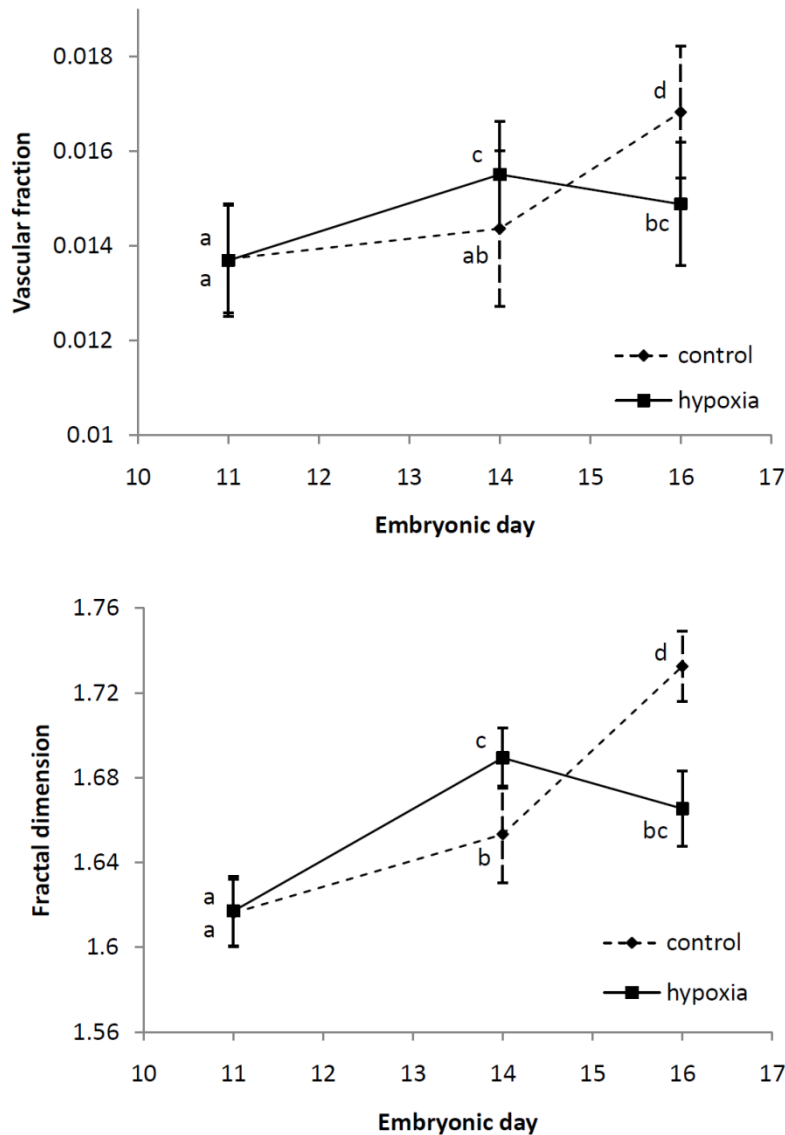 0.018
0.016
0.014
0.012
0.01
Vascular fraction
a
a
c
ab
d
bc
control
hypoxia
10 11 12 13 14 15 16 17
Embryonic day
1.76
1.72
1.68
1.64
1.6
1.56
Fractal dimension
a
a
c
b
d
bc
control
hypoxia
10 11 12 13 14 15 16 17
Embryonic day